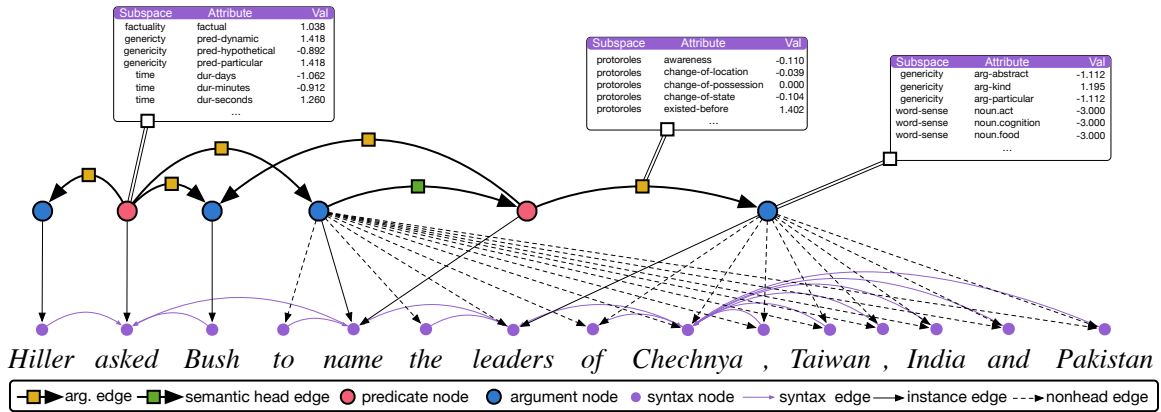 Subspace Attribute Val
factuality factual 1.038
genericity pred-dynamic 1.418
genericity pred-hypothetical -0.892
genericity pred-particular 1.418
time dur-days -1.062
time dur-minutes -0.912
time dur-seconds 1.260
...
Subspace Attribute Val
protoroles awareness -0.110
protoroles change-of-location -0.039
protoroles change-of-possession 0.000
protoroles change-of-state -0.104
protoroles existed-before 1.402
...
Subspace Attribute Val
genericity arg-abstract -1.112
genericity arg-kind 1.195
genericity arg-particular -1.112
word-sense noun.act -3.000
word-sense noun.cognition -3.000
word-sense noun.food -3.000
...
Hiller asked Bush to name the leaders of Chechnya , Taiwan , India and Pakistan
arg. edge semantic head edge predicate node argument node syntax node syntax edge instance edge nonhead edge